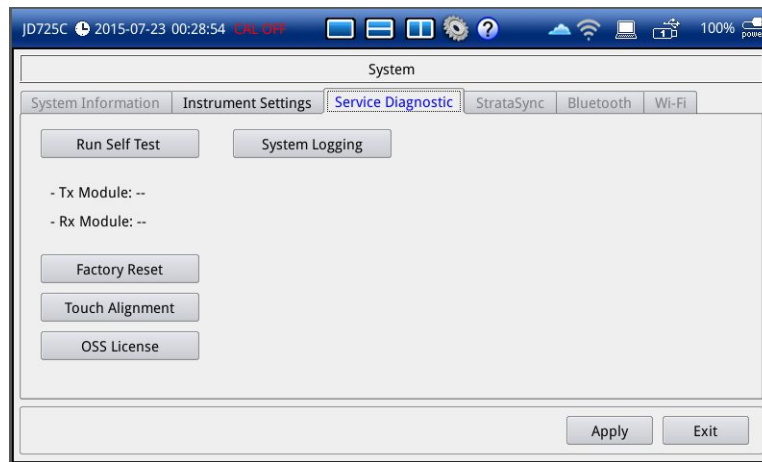 JD725C 2015-07-23 00:28:54 CAL OFF ? 1 100% power
System
System Information Instrument Settings Service Diagnostic StrataSync Bluetooth Wi-Fi
Run Self Test System Logging
- Tx Module: --
- Rx Module: --
Factory Reset
Touch Alignment
OSS License
Apply Exit